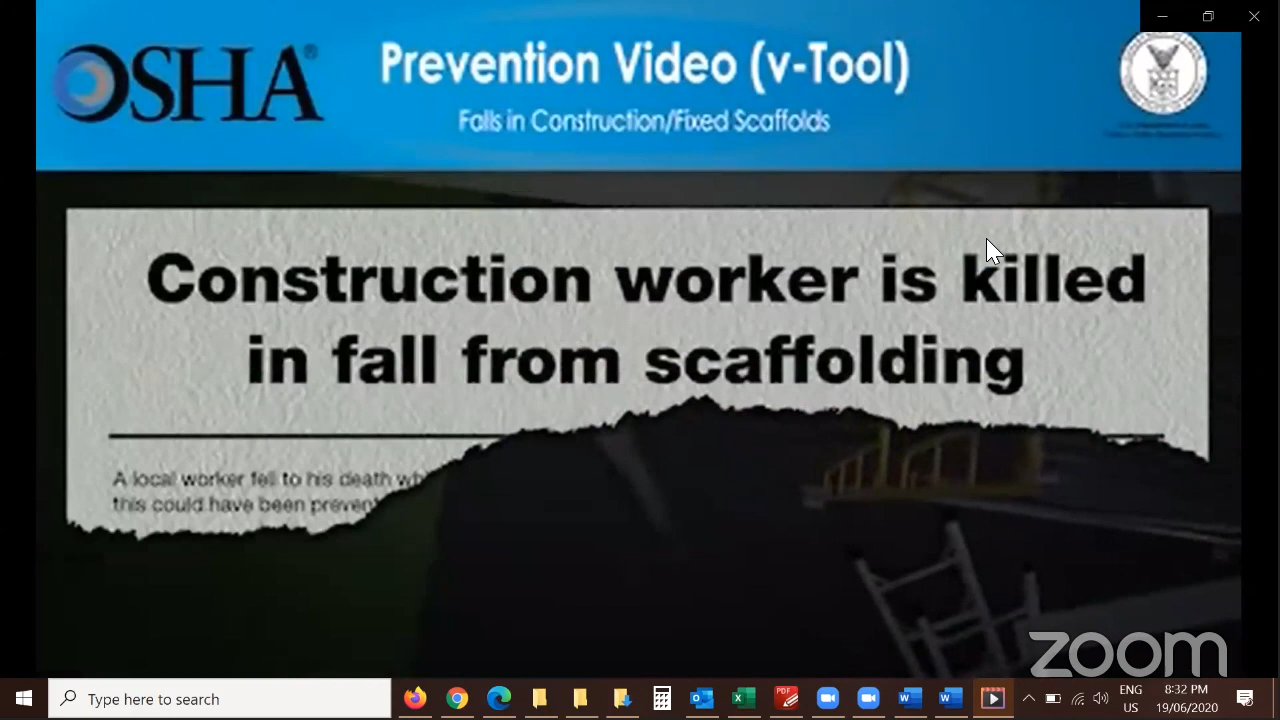 OSHA®
Prevention Video (v-Tool)
Falls in Construction/Fixed Scaffolds
Construction worker is killed
in fall from scaffolding
A local worker fell to his death
this could have been
zoom
Type here to search
PDF
ENG
US
8:32 PM
19/06/2020